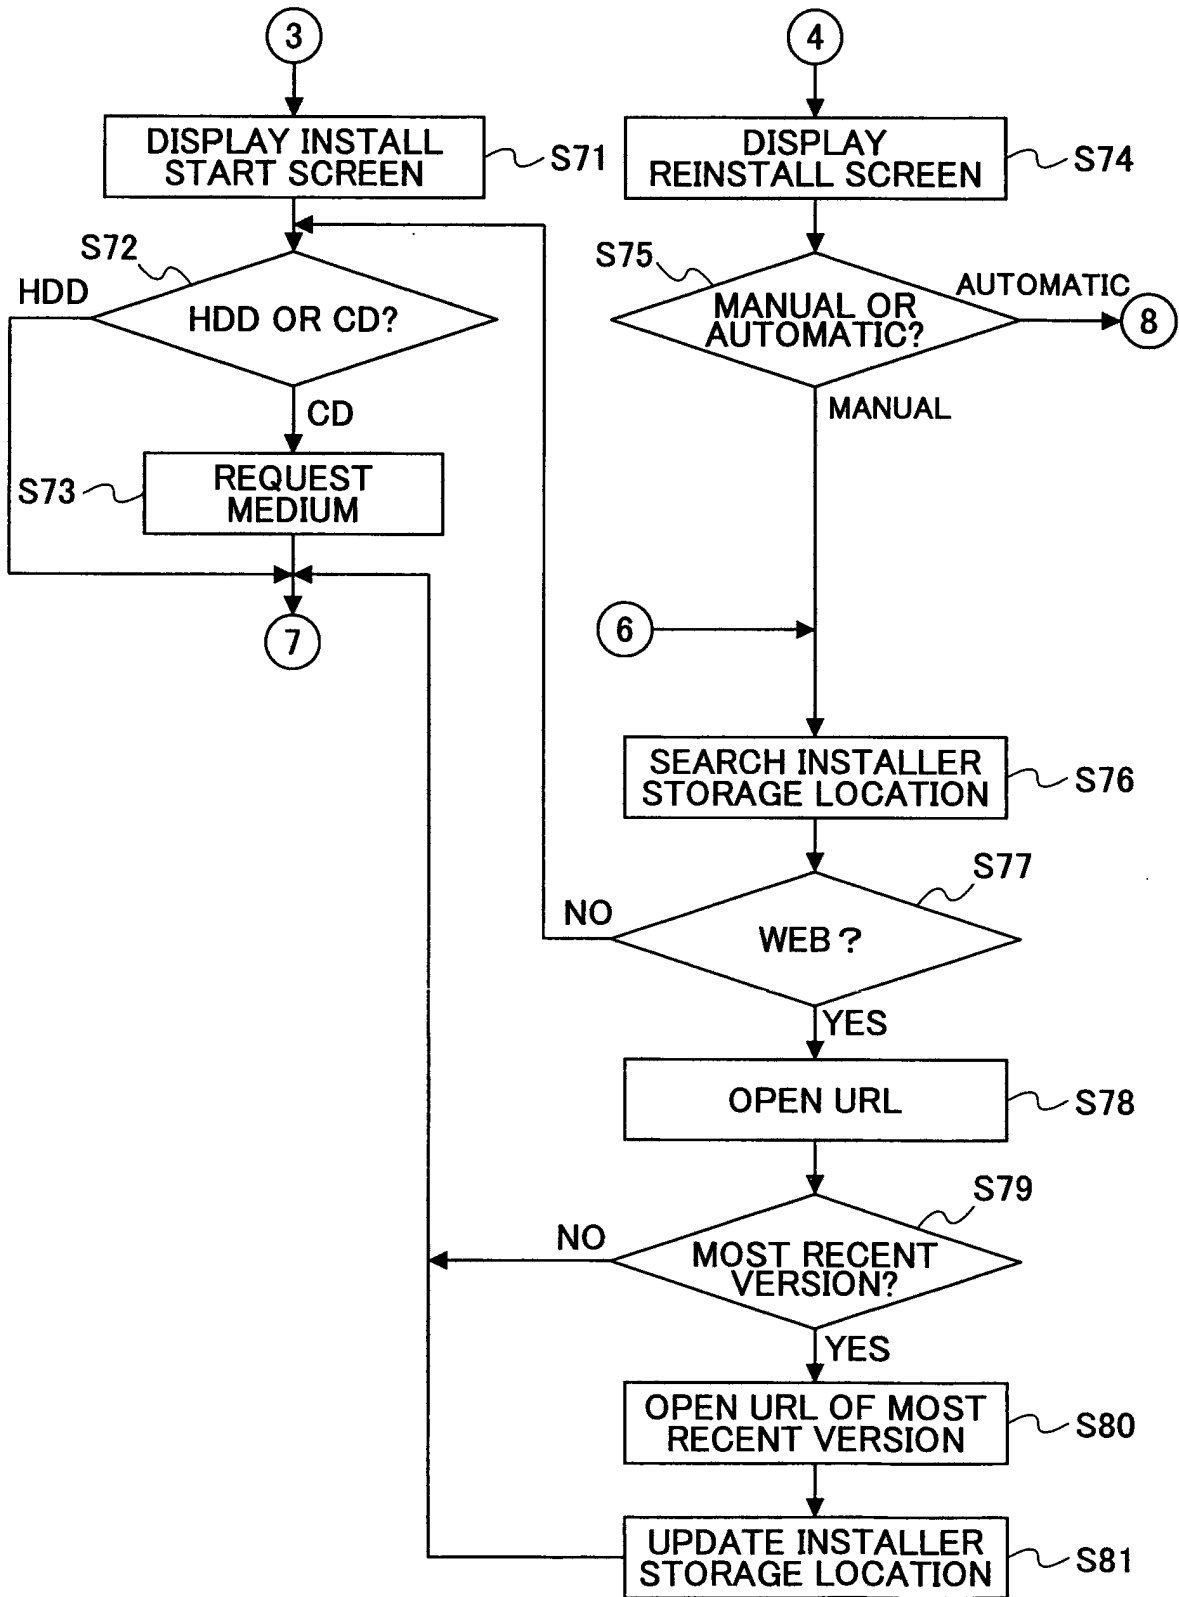 3
DISPLAY INSTALL
START SCREEN
S71
S72
HDD
HDD OR CD?
CD
S73
REQUEST
MEDIUM
7
4
DISPLAY
REINSTALL SCREEN
S74
S75
MANUAL OR
AUTOMATIC?
AUTOMATIC
8
MANUAL
6
SEARCH INSTALLER
STORAGE LOCATION
S76
S77
NO
WEB ?
YES
OPEN URL
S78
S79
NO
MOST RECENT
VERSION?
YES
OPEN URL OF MOST
RECENT VERSION
S80
UPDATE INSTALLER
STORAGE LOCATION
S81